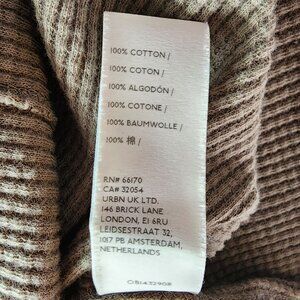 100% COTTON /
100% COTON /
100% ALGODÓN /
100% COTONE /
100% BAUMWOLLE /
100% 棉 /
RN# 66170
CA# 32054
URBN UK LTD.
146 BRICK LANE
LONDON, E1 6RU
LEIDSESTRAAT 32,
1017 PB AMSTERDAM,
NETHERLANDS